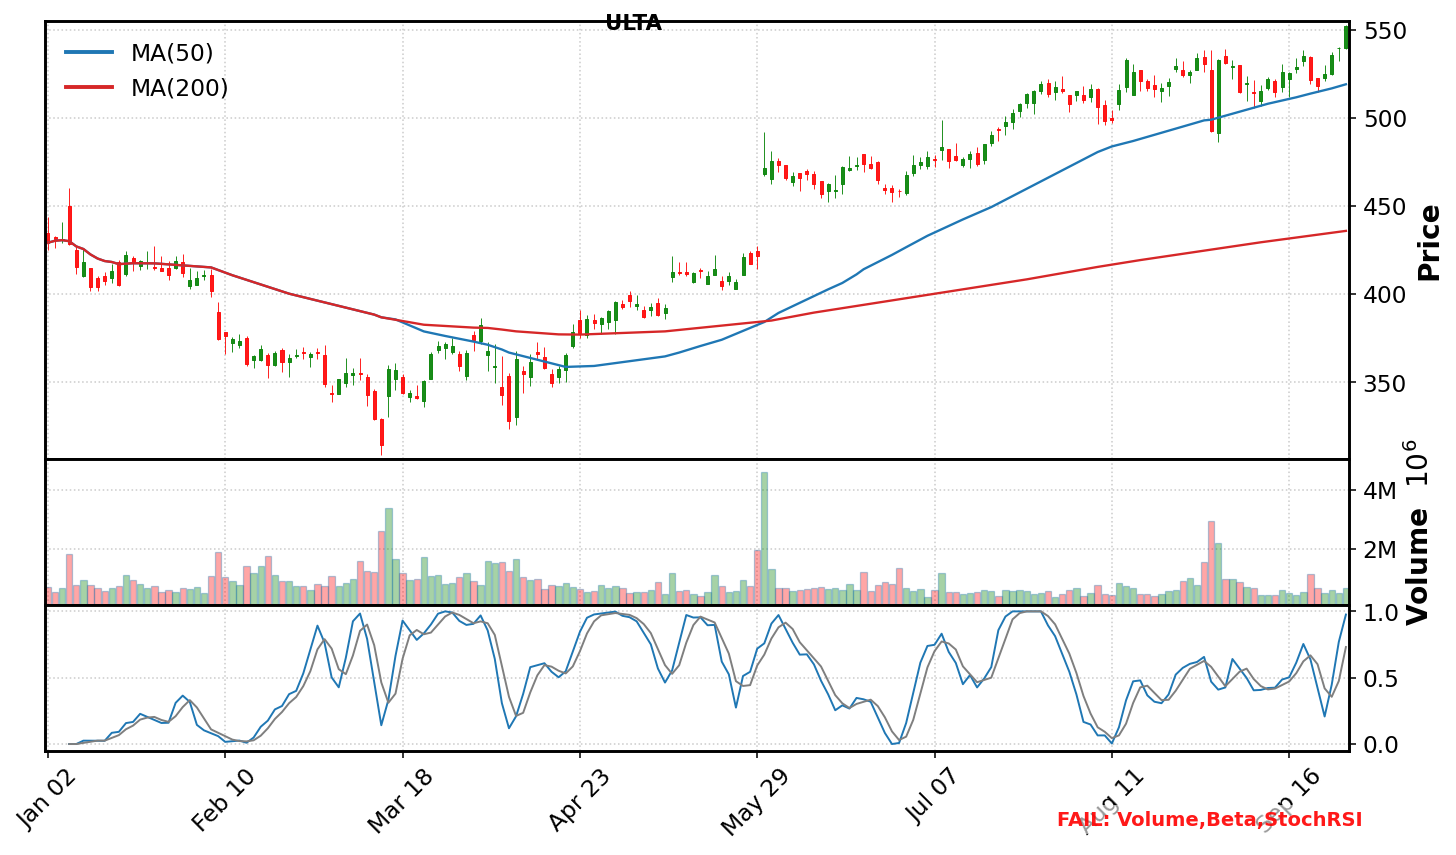 ULTA
MA(50)
MA(200)
550
500
450
400
350
Price
10^6
4M
2M
Volume
1.0
0.5
0.0
Jan 02
Feb 10
Mar 18
Apr 23
May 29
Jul 07
Aug 11
Sep 16
FAIL: Volume,Beta,StochRSI